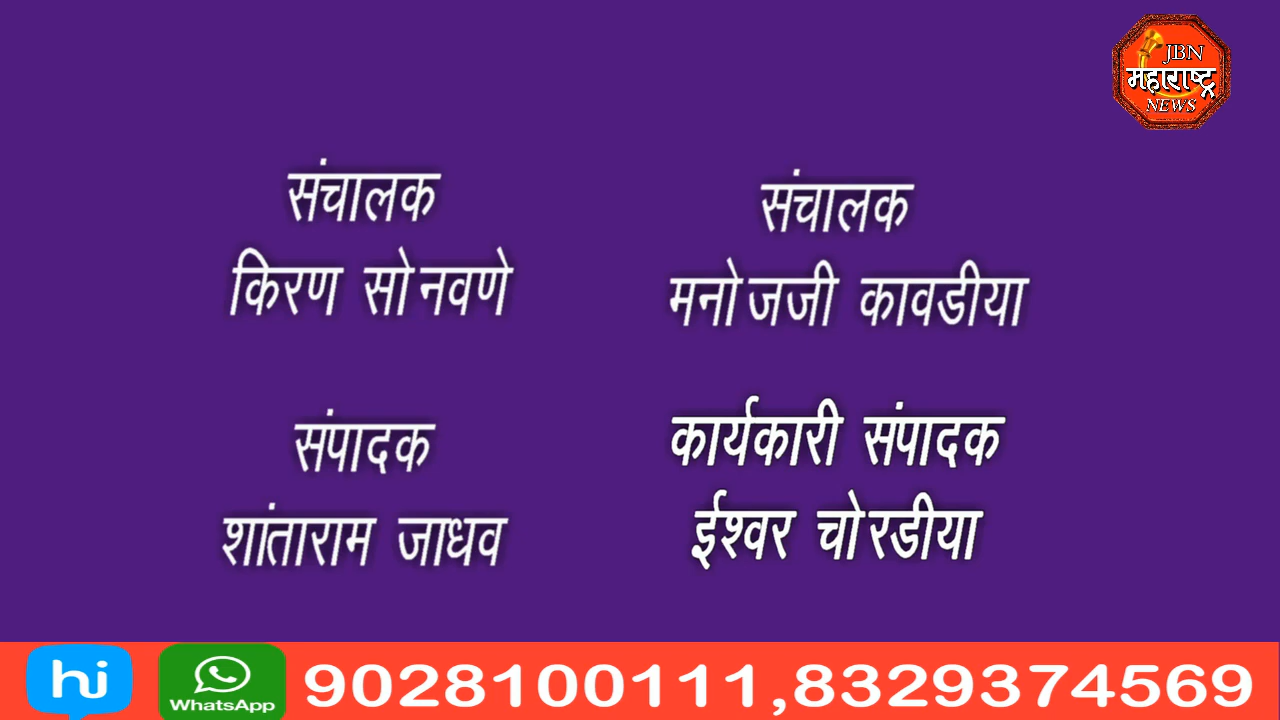 JBN
महाराष्ट्र
NEWS
संचालक
किरण सोनवणे
संचालक
मनोजजी कावडीया
संपादक
शांताराम जाधव
कार्यकारी संपादक
ईश्वर चोरडीया
hj
WhatsApp
9028100111,8329374569